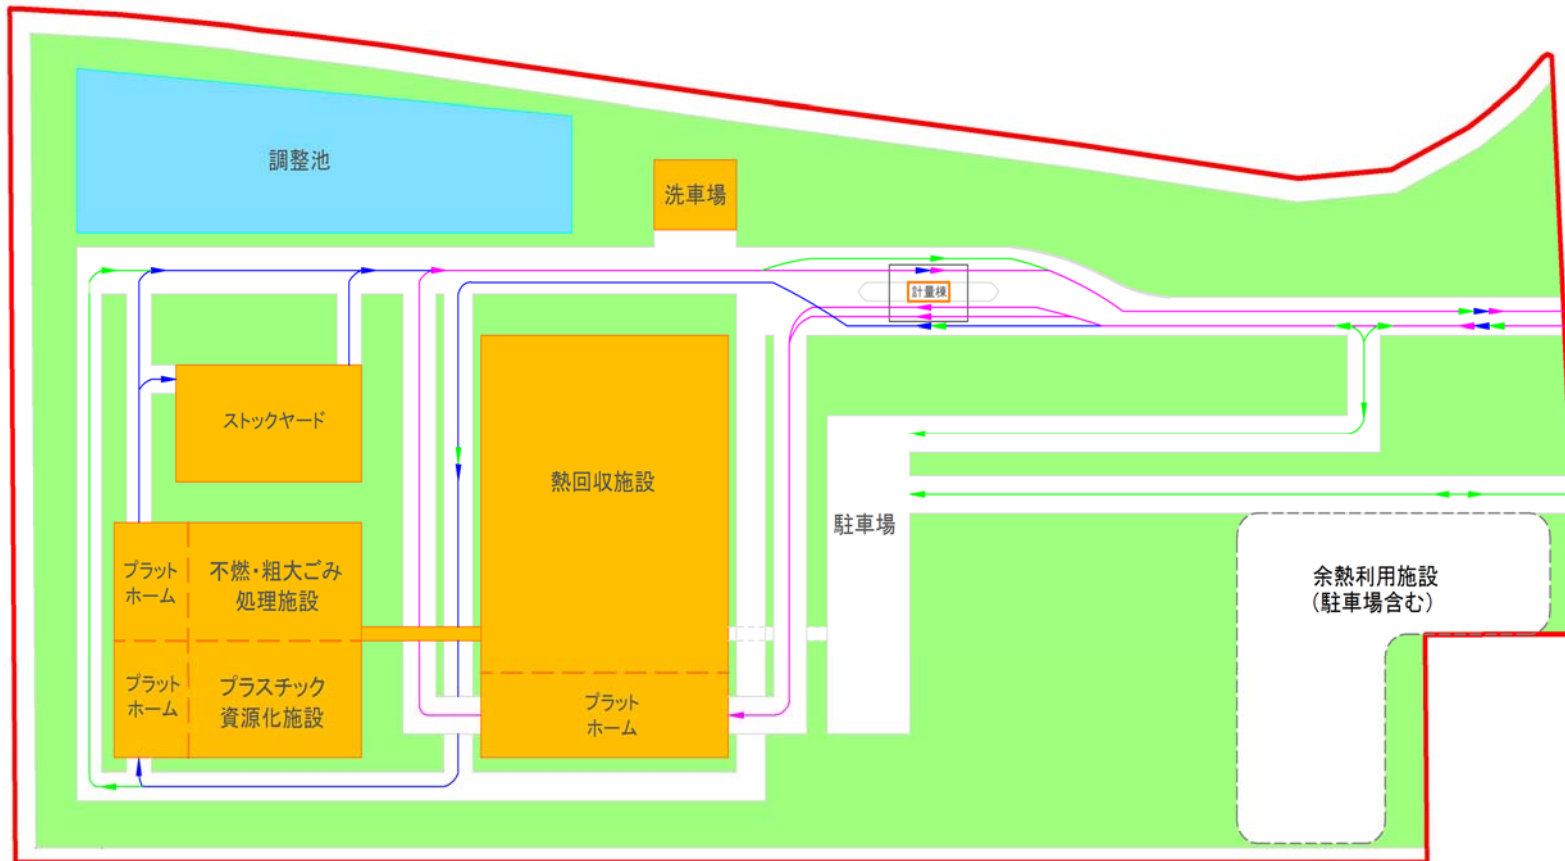 調整池
洗車場
計量棟
ストックヤード
熱回収施設
駐車場
プラット
ホーム
不燃・粗大ごみ
処理施設
余熱利用施設
（駐車場含む）
プラット
ホーム
プラスチック
資源化施設
プラット
ホーム